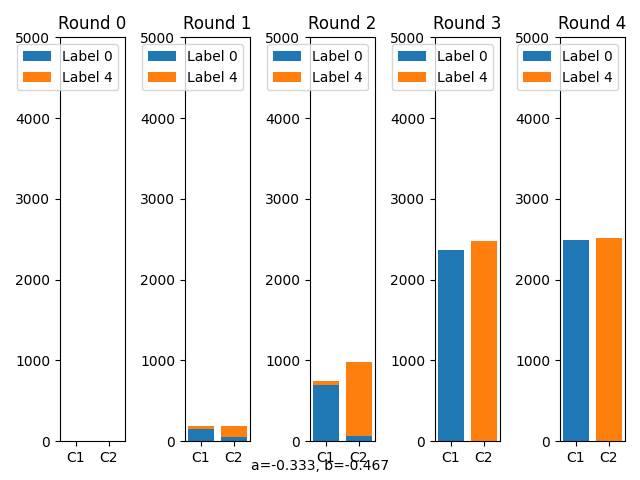 Round 0 Round 1 Round 2 Round 3 Round 4
5000 5000 5000 5000 5000
Label 0 Label 0 Label 0 Label 0 Label 0
Label 4 Label 4 Label 4 Label 4 Label 4
4000 4000 4000 4000 4000
3000 3000 3000 3000 3000
2000 2000 2000 2000 2000
1000 1000 1000 1000 1000
0 0 0 0 0
C1 C2 C1 C2 C1 C2 C1 C2 C1 C2
a=-0.333, b=-0.467